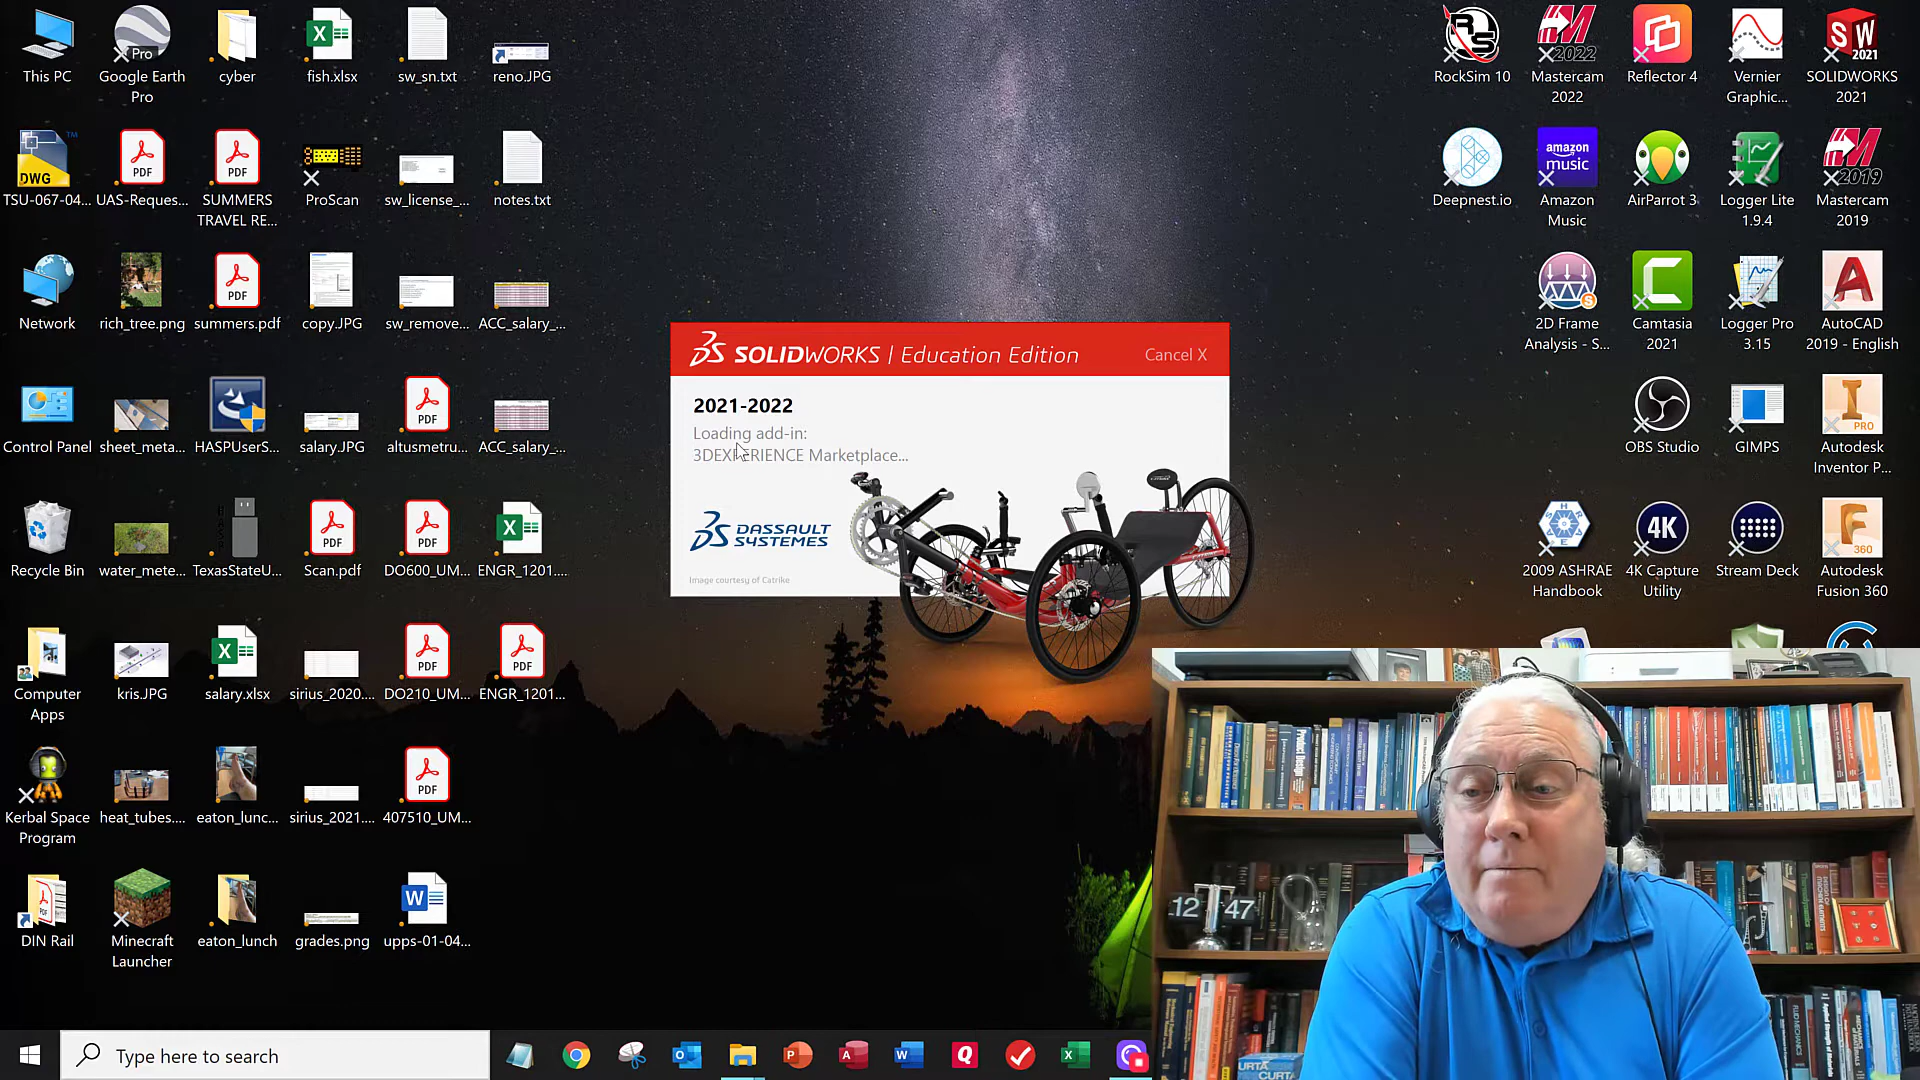 This PC
Google Earth
Pro
cyber
fish.xlsx
sw_sn.txt
reno.JPG
RockSim 10
Mastercam
2022
Reflector 4
Vernier
Graphic...
SOLIDWORKS
2021
TSU-067-04...
UAS-Reques...
SUMMERS
TRAVEL RE...
ProScan
sw_license_...
notes.txt
Deepnest.io
amazon
music
Amazon
Music
AirParrot 3
Logger Lite
1.9.4
Mastercam
2019
Network
rich_tree.png
summers.pdf
copy.JPG
sw_remove...
ACC_salary_...
2D Frame
Analysis - S...
Camtasia
2021
Logger Pro
3.15
AutoCAD
2019 - English
SOLIDWORKS | Education Edition
Cancel X
2021-2022
Loading add-in:
3DEXPERIENCE Marketplace...
DASSAULT
SYSTEMES
Image courtesy of Catrike
Control Panel
sheet_meta...
HASPUserS...
salary.JPG
altusmetru...
ACC_salary_...
OBS Studio
GIMPS
Autodesk
Inventor P...
Recycle Bin
water_mete...
TexasStateU...
Scan.pdf
DO600_UM...
ENGR_1201....
2009 ASHRAE
Handbook
4K
4K Capture
Utility
Stream Deck
Autodesk
Fusion 360
Computer
Apps
kris.JPG
salary.xlsx
sirius_2020....
DO210_UM...
ENGR_1201....
Kerbal Space
Program
heat_tubes....
eaton_lunc...
sirius_2021....
407510_UM...
DIN Rail
Minecraft
Launcher
eaton_lunch
grades.png
upps-01-04...
Product Design
12 47
Type here to search